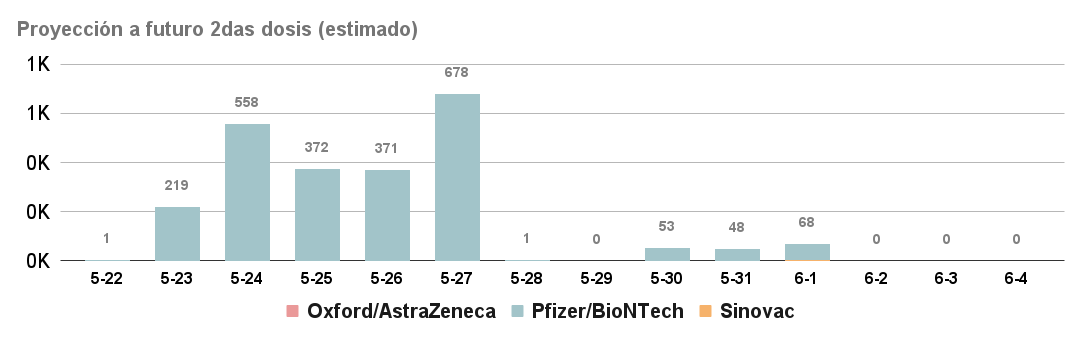 Proyección a futuro 2das dosis (estimado)
1K
1K
0K
0K
0K
1
219
558
372
371
678
1
0
53
48
68
0
0
0
5-22 5-23 5-24 5-25 5-26 5-27 5-28 5-29 5-30 5-31 6-1 6-2 6-3 6-4
Oxford/AstraZeneca Pfizer/BioNTech Sinovac